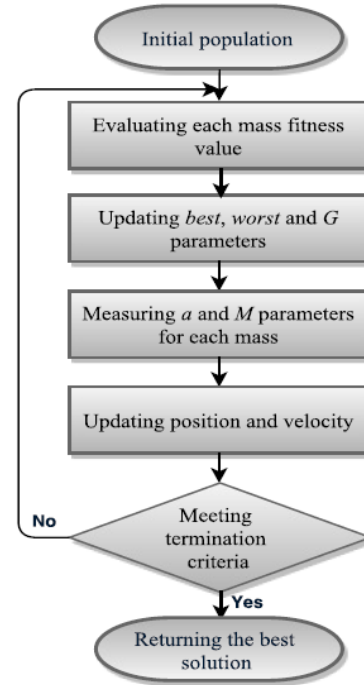 Initial population
Evaluating each mass fitness
value
Updating best, worst and G
parameters
Measuring a and M parameters
for each mass
Updating position and velocity
Meeting
termination
criteria
No
Yes
Returning the best
solution